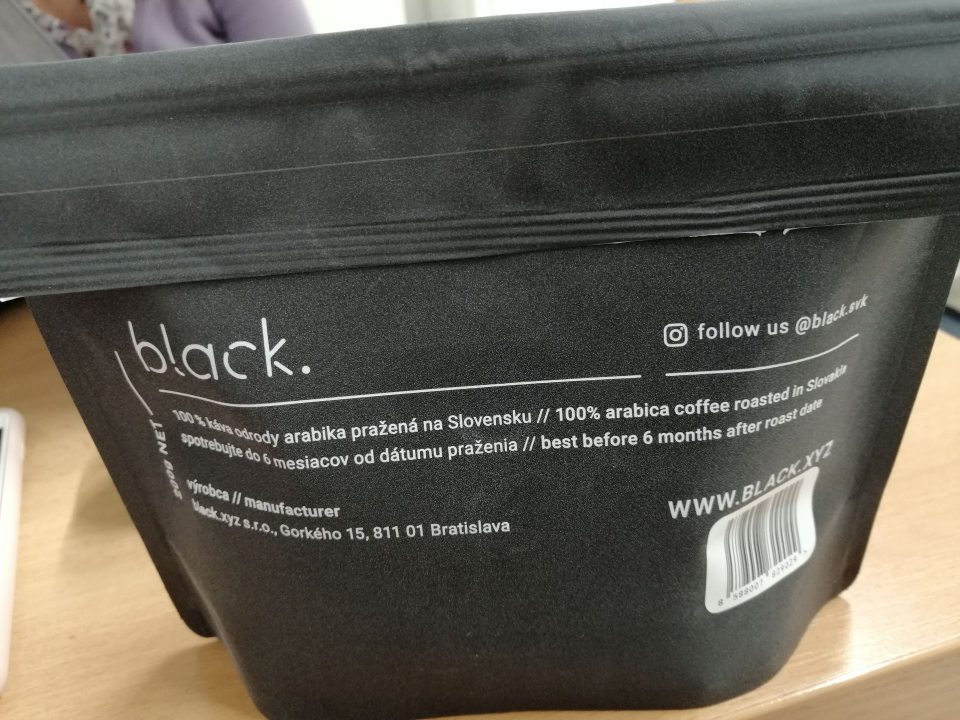 black.
follow us @black.svk
100% káva odrody arabika pražená na Slovensku // 100% arabica coffee roasted in Slovakia
spotrebujte do 6 mesiacov od dátumu praženia // best before 6 months after roast date
výrobca // manufacturer
black.xyz s.r.o., Gorkého 15, 811 01 Bratislava
WWW.BLACK.XYZ